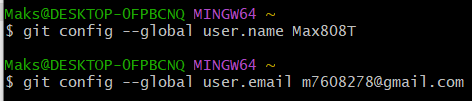 Maks@DESKTOP-0FPBCNQ MINGW64 ~
$ git config --global user.name Max808T
Maks@DESKTOP-0FPBCNQ MINGW64 ~
$ git config --global user.email m7608278@gmail.com